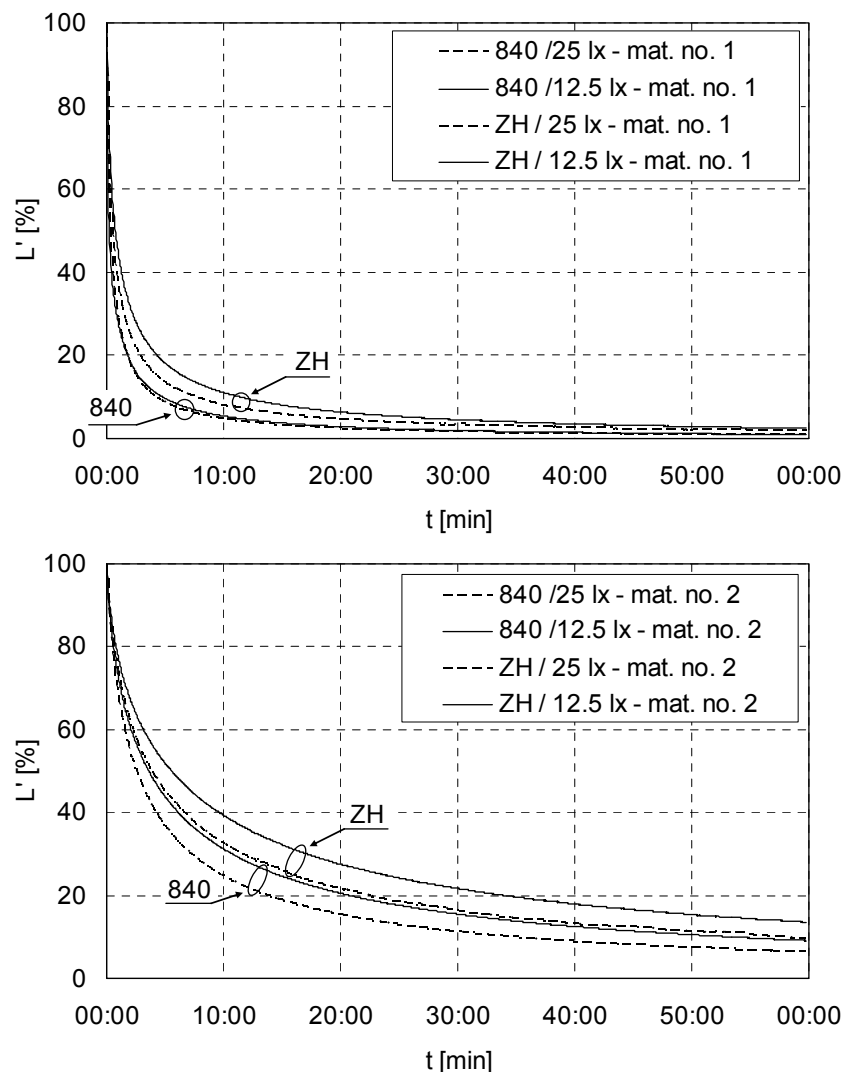 100
80
60
40
20
0
L' [%]
840 /25 lx - mat. no. 1
840 /12.5 lx - mat. no. 1
ZH / 25 lx - mat. no. 1
ZH / 12.5 lx - mat. no. 1
ZH
840
00:00 10:00 20:00 30:00 40:00 50:00 00:00
t [min]
100
80
60
40
20
0
L' [%]
840 /25 lx - mat. no. 2
840 /12.5 lx - mat. no. 2
ZH / 25 lx - mat. no. 2
ZH / 12.5 lx - mat. no. 2
ZH
840
00:00 10:00 20:00 30:00 40:00 50:00 00:00
t [min]